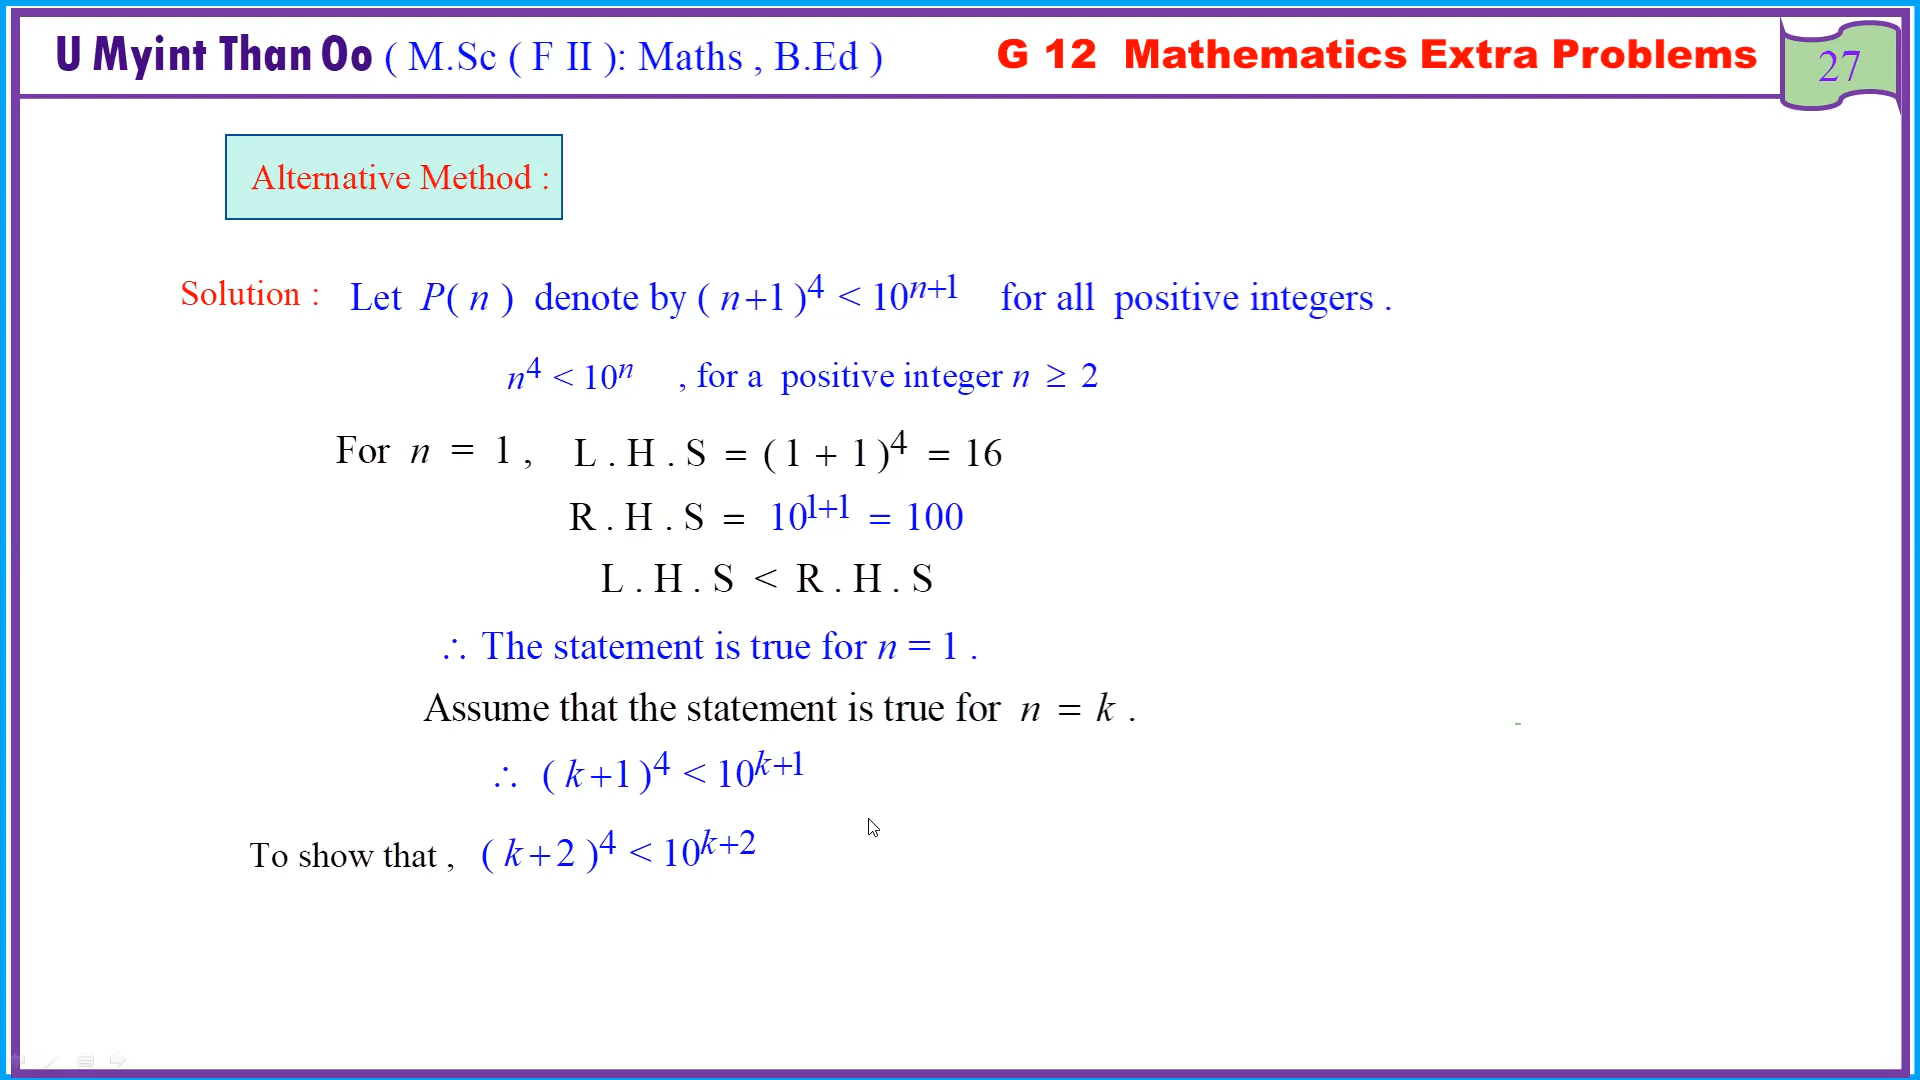 U Myint Than Oo ( M.Sc ( F II ): Maths , B.Ed ) G 12 Mathematics Extra Problems 27
Alternative Method :
Solution : Let P( n ) denote by ( n+1 )⁴ < 10ⁿ⁺¹ for all positive integers .
n⁴ < 10ⁿ , for a positive integer n ≥ 2
For n = 1 , L . H . S = ( 1 + 1 )⁴ = 16
R . H . S = 10¹⁺¹ = 100
L . H . S < R . H . S
∴ The statement is true for n = 1 .
Assume that the statement is true for n = k .
∴ ( k+1 )⁴ < 10ᵏ⁺¹
To show that , ( k+2 )⁴ < 10ᵏ⁺²